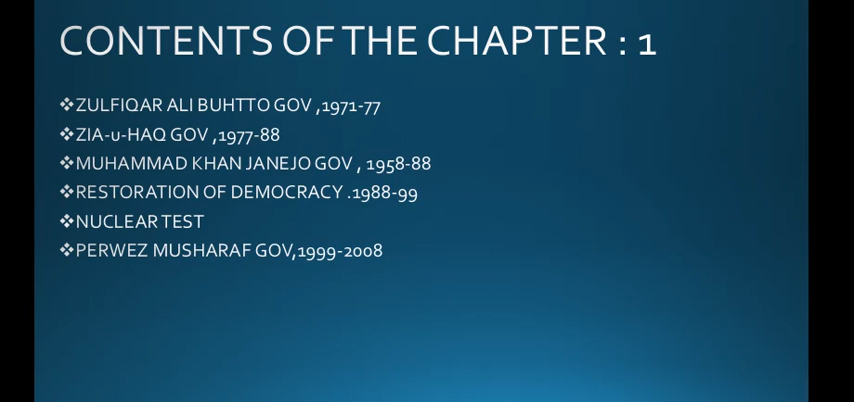 CONTENTS OF THE CHAPTER : 1
❖ZULFIQAR ALI BUHTTO GOV ,1971-77
❖ZIA-u-HAQ GOV ,1977-88
❖MUHAMMAD KHAN JANEJO GOV , 1958-88
❖RESTORATION OF DEMOCRACY .1988-99
❖NUCLEAR TEST
❖PERWEZ MUSHARAF GOV,1999-2008